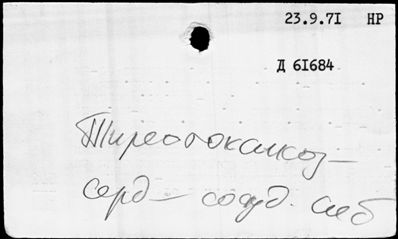 23.9.71 НР
Д 61684
Тиреотоксикоз –
серд – сосуд.